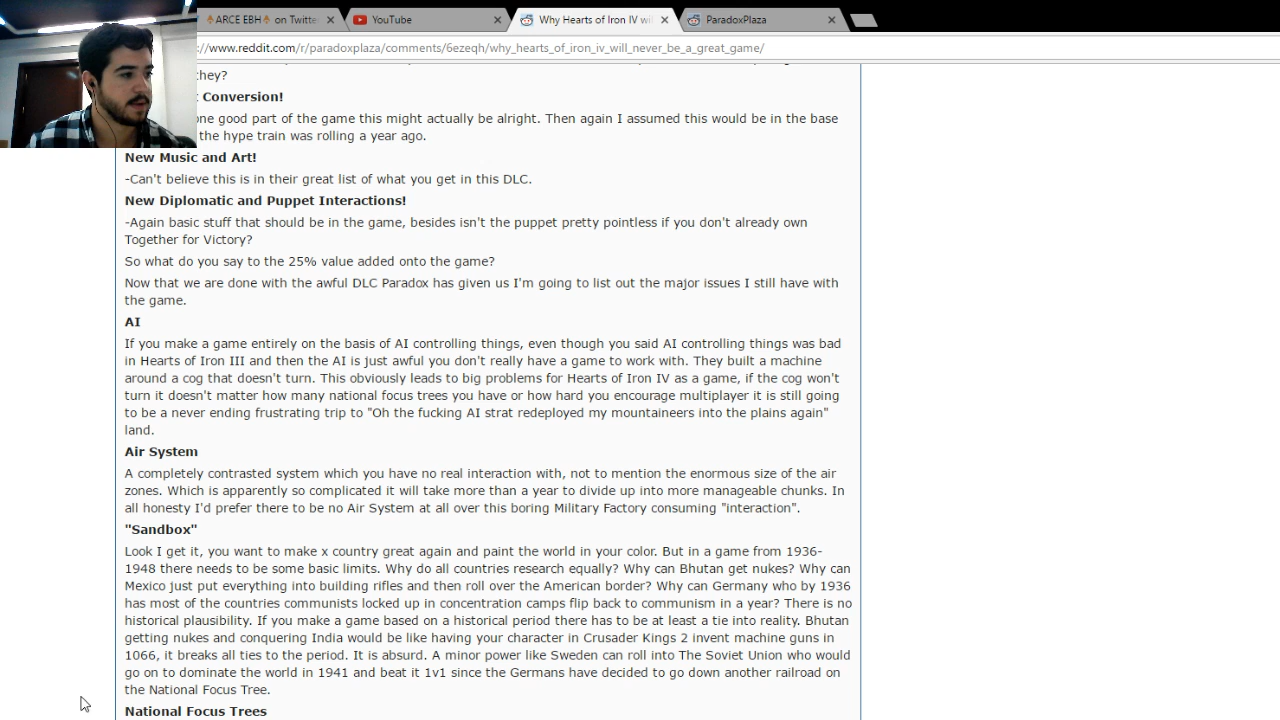 ARCE EBH on Twitte
YouTube
Why Hearts of Iron IV wil
ParadoxPlaza
://www.reddit.com/r/paradoxplaza/comments/6ezeqh/why_hearts_of_iron_iv_will_never_be_a_great_game/
they?
Conversion!
one good part of the game this might actually be alright. Then again I assumed this would be in the base
the hype train was rolling a year ago.
New Music and Art!
-Can't believe this is in their great list of what you get in this DLC.
New Diplomatic and Puppet Interactions!
-Again basic stuff that should be in the game, besides isn't the puppet pretty pointless if you don't already own
Together for Victory?
So what do you say to the 25% value added onto the game?
Now that we are done with the awful DLC Paradox has given us I'm going to list out the major issues I still have with
the game.
AI
If you make a game entirely on the basis of AI controlling things, even though you said AI controlling things was bad
in Hearts of Iron III and then the AI is just awful you don't really have a game to work with. They built a machine
around a cog that doesn't turn. This obviously leads to big problems for Hearts of Iron IV as a game, if the cog won't
turn it doesn't matter how many national focus trees you have or how hard you encourage multiplayer it is still going
to be a never ending frustrating trip to "Oh the fucking AI strat redeployed my mountaineers into the plains again"
land.
Air System
A completely contrasted system which you have no real interaction with, not to mention the enormous size of the air
zones. Which is apparently so complicated it will take more than a year to divide up into more manageable chunks. In
all honesty I'd prefer there to be no Air System at all over this boring Military Factory consuming "interaction".
"Sandbox"
Look I get it, you want to make x country great again and paint the world in your color. But in a game from 1936-
1948 there needs to be some basic limits. Why do all countries research equally? Why can Bhutan get nukes? Why can
Mexico just put everything into building rifles and then roll over the American border? Why can Germany who by 1936
has most of the countries communists locked up in concentration camps flip back to communism in a year? There is no
historical plausibility. If you make a game based on a historical period there has to be at least a tie into reality. Bhutan
getting nukes and conquering India would be like having your character in Crusader Kings 2 invent machine guns in
1066, it breaks all ties to the period. It is absurd. A minor power like Sweden can roll into The Soviet Union who would
go on to dominate the world in 1941 and beat it 1v1 since the Germans have decided to go down another railroad on
the National Focus Tree.
National Focus Trees